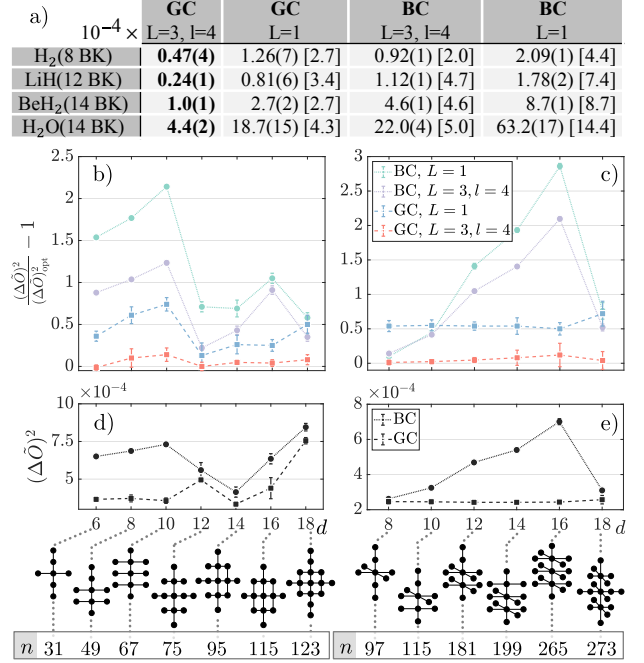 a)
GC GC BC BC
10⁻⁴ × L=3, l=4 L=1 L=3, l=4 L=1
H₂(8 BK) 0.47(4) 1.26(7) [2.7] 0.92(1) [2.0] 2.09(1) [4.4]
LiH(12 BK) 0.24(1) 0.81(6) [3.4] 1.12(1) [4.7] 1.78(2) [7.4]
BeH₂(14 BK) 1.0(1) 2.7(2) [2.7] 4.6(1) [4.6] 8.7(1) [8.7]
H₂O(14 BK) 4.4(2) 18.7(15) [4.3] 22.0(4) [5.0] 63.2(17) [14.4]
b)
2.5
2
1.5
1
0.5
0
(ΔÕ)² / (ΔÕ)²opt − 1
c)
3
2.5
2
1.5
1
0.5
0
BC, L = 1
BC, L = 3, l = 4
GC, L = 1
GC, L = 3, l = 4
d)
10 ×10⁻⁴
7.5
5
(ΔÕ)²
6 8 10 12 14 16 18 d
e)
8 ×10⁻⁴
6
4
2
BC
GC
8 10 12 14 16 18 d
n 31 49 67 75 95 115 123
n 97 115 181 199 265 273